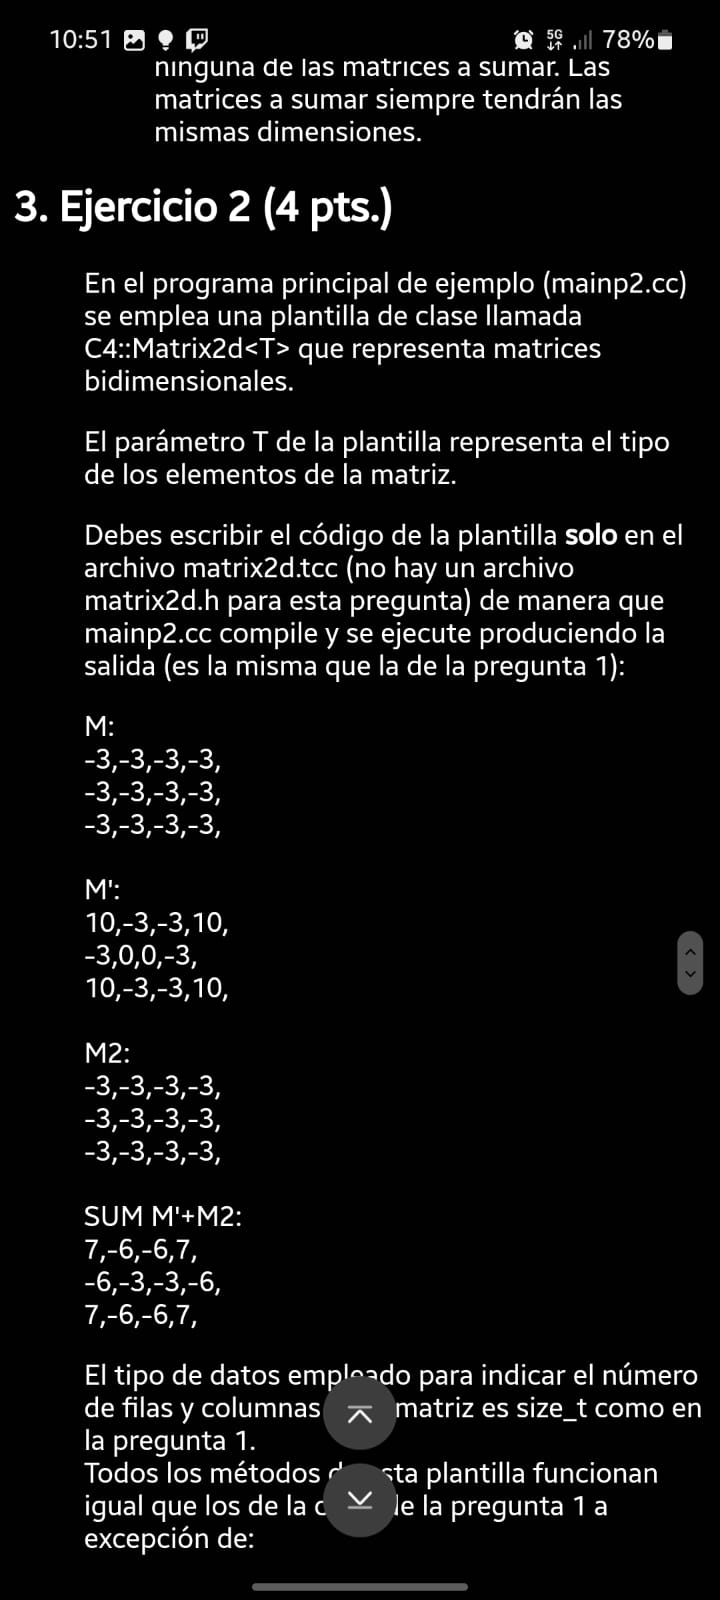 10:51 5G 78%
ninguna de las matrices a sumar. Las
matrices a sumar siempre tendrán las
mismas dimensiones.
3. Ejercicio 2 (4 pts.)
En el programa principal de ejemplo (mainp2.cc)
se emplea una plantilla de clase llamada
C4::Matrix2d<T> que representa matrices
bidimensionales.
El parámetro T de la plantilla representa el tipo
de los elementos de la matriz.
Debes escribir el código de la plantilla solo en el
archivo matrix2d.tcc (no hay un archivo
matrix2d.h para esta pregunta) de manera que
mainp2.cc compile y se ejecute produciendo la
salida (es la misma que la de la pregunta 1):
M:
-3,-3,-3,-3,
-3,-3,-3,-3,
-3,-3,-3,-3,
M':
10,-3,-3,10,
-3,0,0,-3,
10,-3,-3,10,
M2:
-3,-3,-3,-3,
-3,-3,-3,-3,
-3,-3,-3,-3,
SUM M'+M2:
7,-6,-6,7,
-6,-3,-3,-6,
7,-6,-6,7,
El tipo de datos empleado para indicar el número
de filas y columnas matriz es size_t como en
la pregunta 1.
Todos los métodos plantilla funcionan
igual que los de la la pregunta 1 a
excepción de: